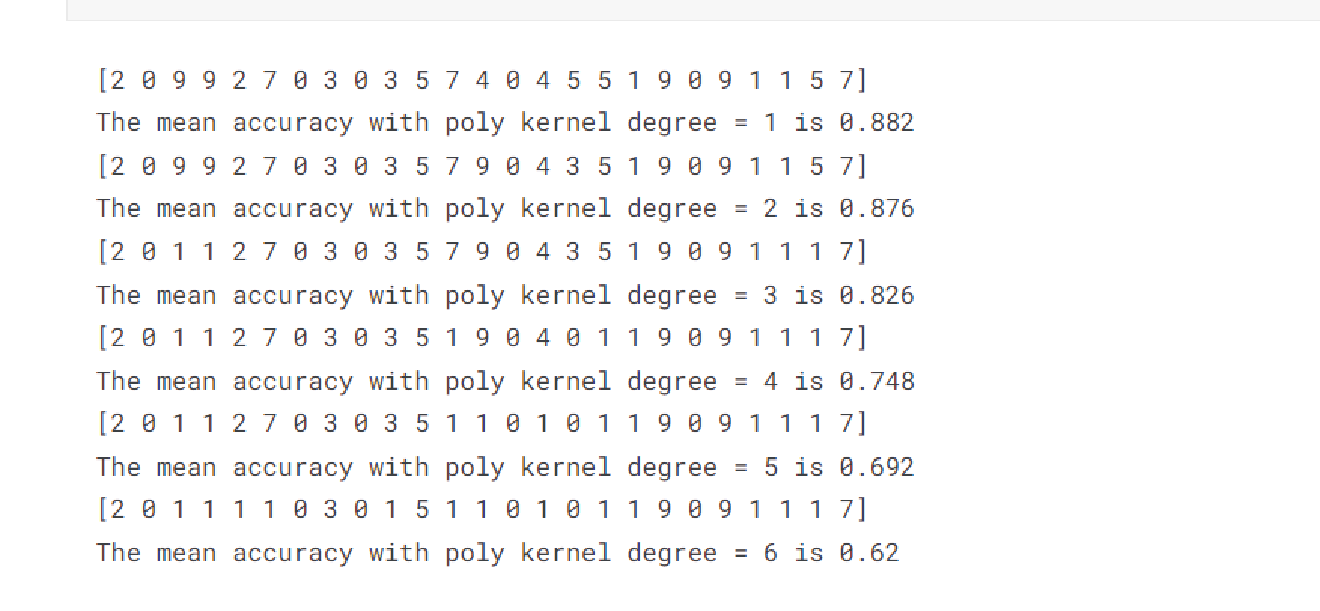 [2 0 9 9 2 7 0 3 0 3 5 7 4 0 4 5 5 1 9 0 9 1 1 5 7]
The mean accuracy with poly kernel degree = 1 is 0.882
[2 0 9 9 2 7 0 3 0 3 5 7 9 0 4 3 5 1 9 0 9 1 1 5 7]
The mean accuracy with poly kernel degree = 2 is 0.876
[2 0 1 1 2 7 0 3 0 3 5 7 9 0 4 3 5 1 9 0 9 1 1 1 7]
The mean accuracy with poly kernel degree = 3 is 0.826
[2 0 1 1 2 7 0 3 0 3 5 1 9 0 4 0 1 1 9 0 9 1 1 1 7]
The mean accuracy with poly kernel degree = 4 is 0.748
[2 0 1 1 2 7 0 3 0 3 5 1 1 0 1 0 1 1 9 0 9 1 1 1 7]
The mean accuracy with poly kernel degree = 5 is 0.692
[2 0 1 1 1 1 0 3 0 1 5 1 1 0 1 0 1 1 9 0 9 1 1 1 7]
The mean accuracy with poly kernel degree = 6 is 0.62